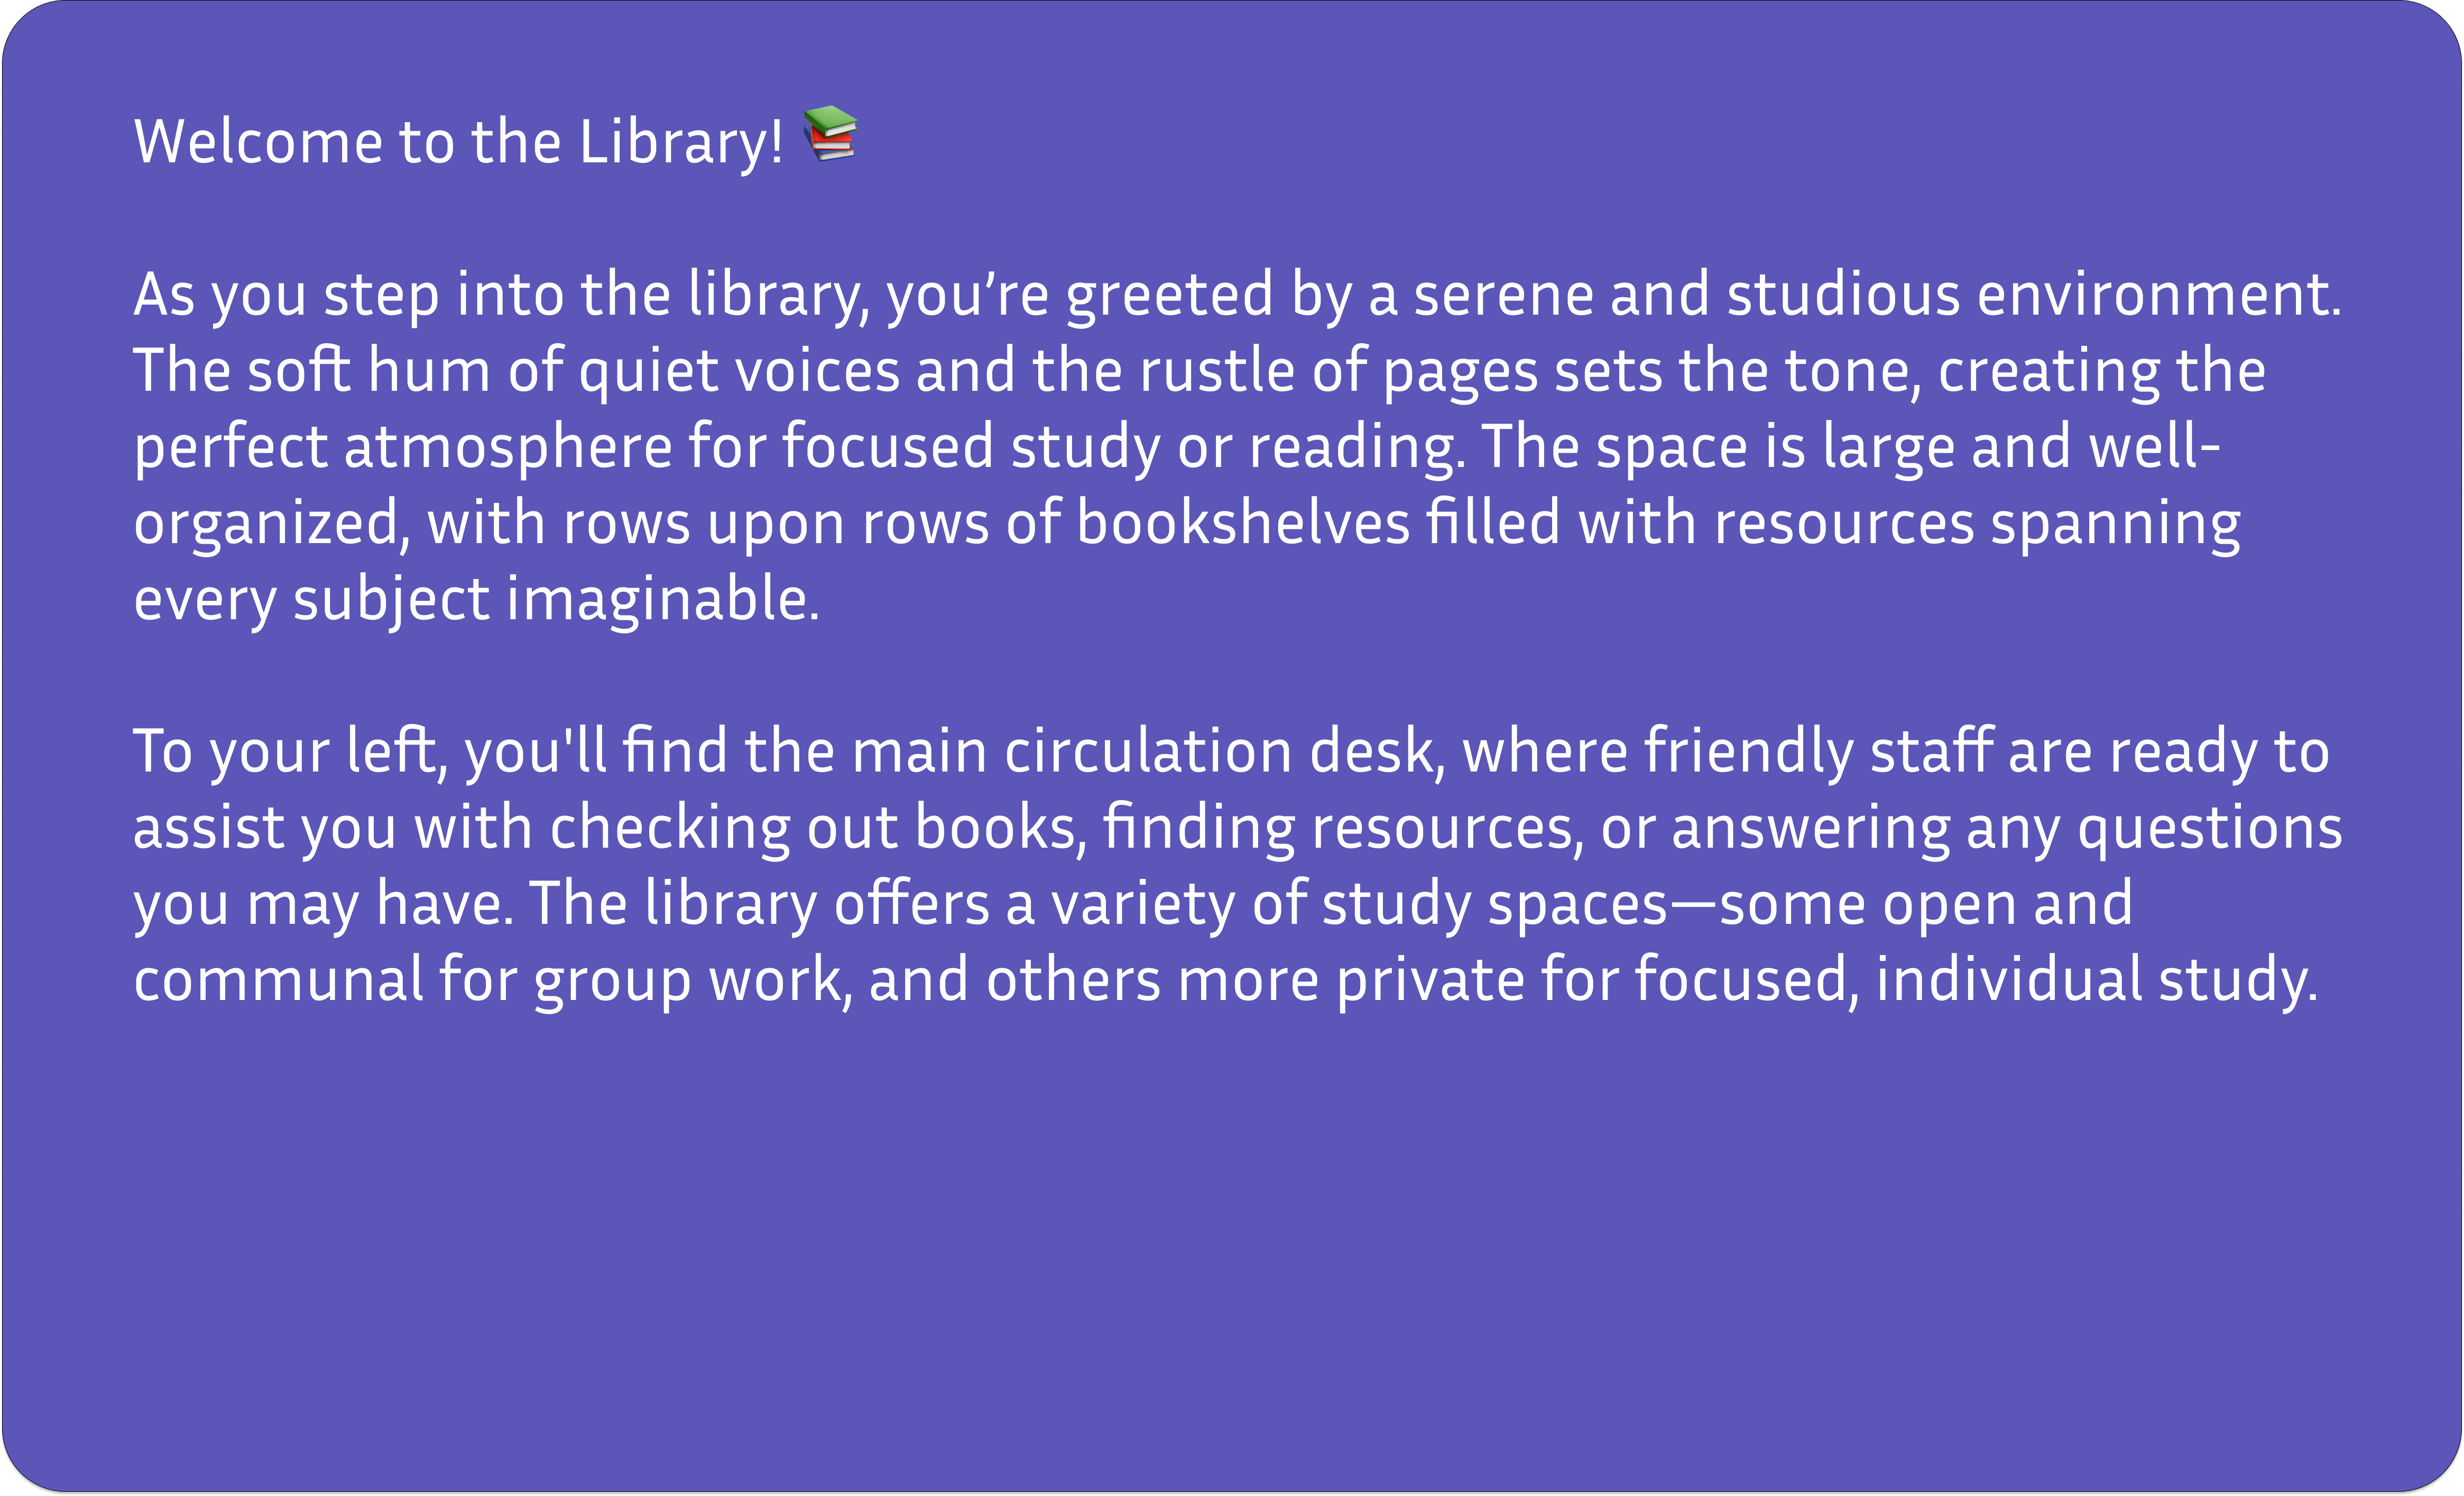 Welcome to the Library! 📚
As you step into the library, you’re greeted by a serene and studious environment.
The soft hum of quiet voices and the rustle of pages sets the tone, creating the
perfect atmosphere for focused study or reading. The space is large and well-
organized, with rows upon rows of bookshelves filled with resources spanning
every subject imaginable.
To your left, you'll find the main circulation desk, where friendly staff are ready to
assist you with checking out books, finding resources, or answering any questions
you may have. The library offers a variety of study spaces—some open and
communal for group work, and others more private for focused, individual study.